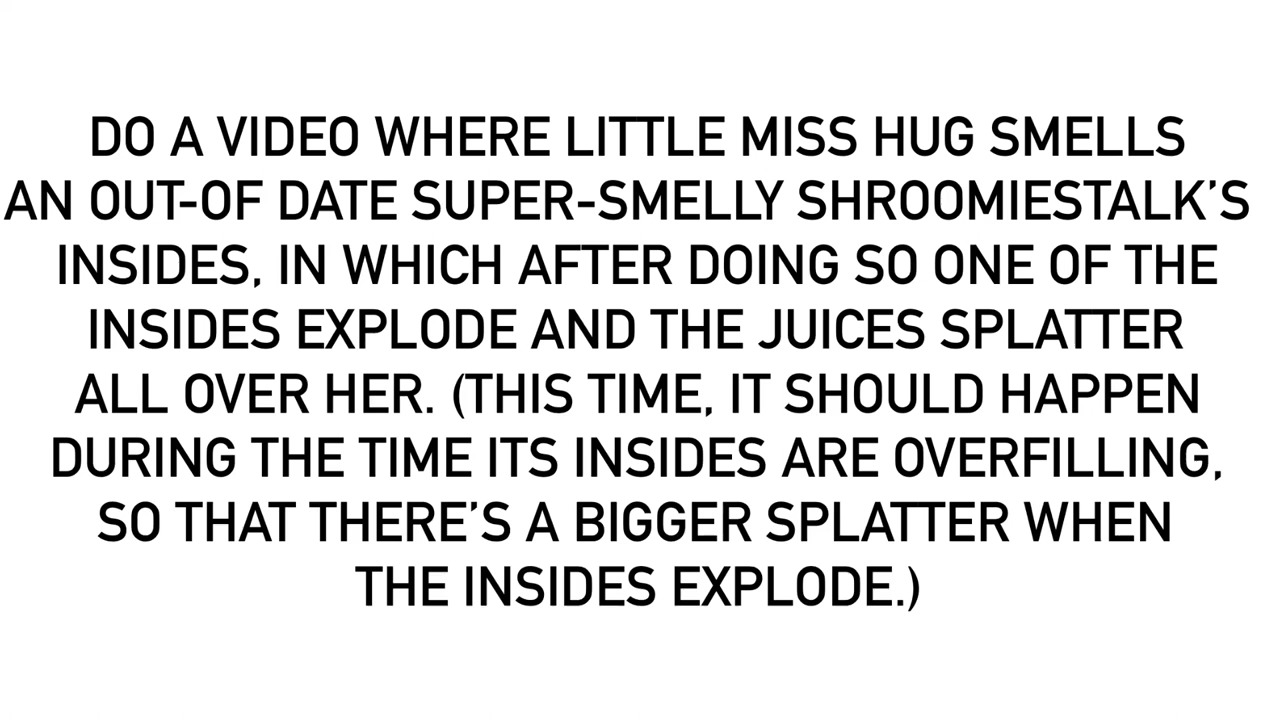 DO A VIDEO WHERE LITTLE MISS HUG SMELLS
AN OUT-OF DATE SUPER-SMELLY SHROOMIESTALK’S
INSIDES, IN WHICH AFTER DOING SO ONE OF THE
INSIDES EXPLODE AND THE JUICES SPLATTER
ALL OVER HER. (THIS TIME, IT SHOULD HAPPEN
DURING THE TIME ITS INSIDES ARE OVERFILLING,
SO THAT THERE’S A BIGGER SPLATTER WHEN
THE INSIDES EXPLODE.)